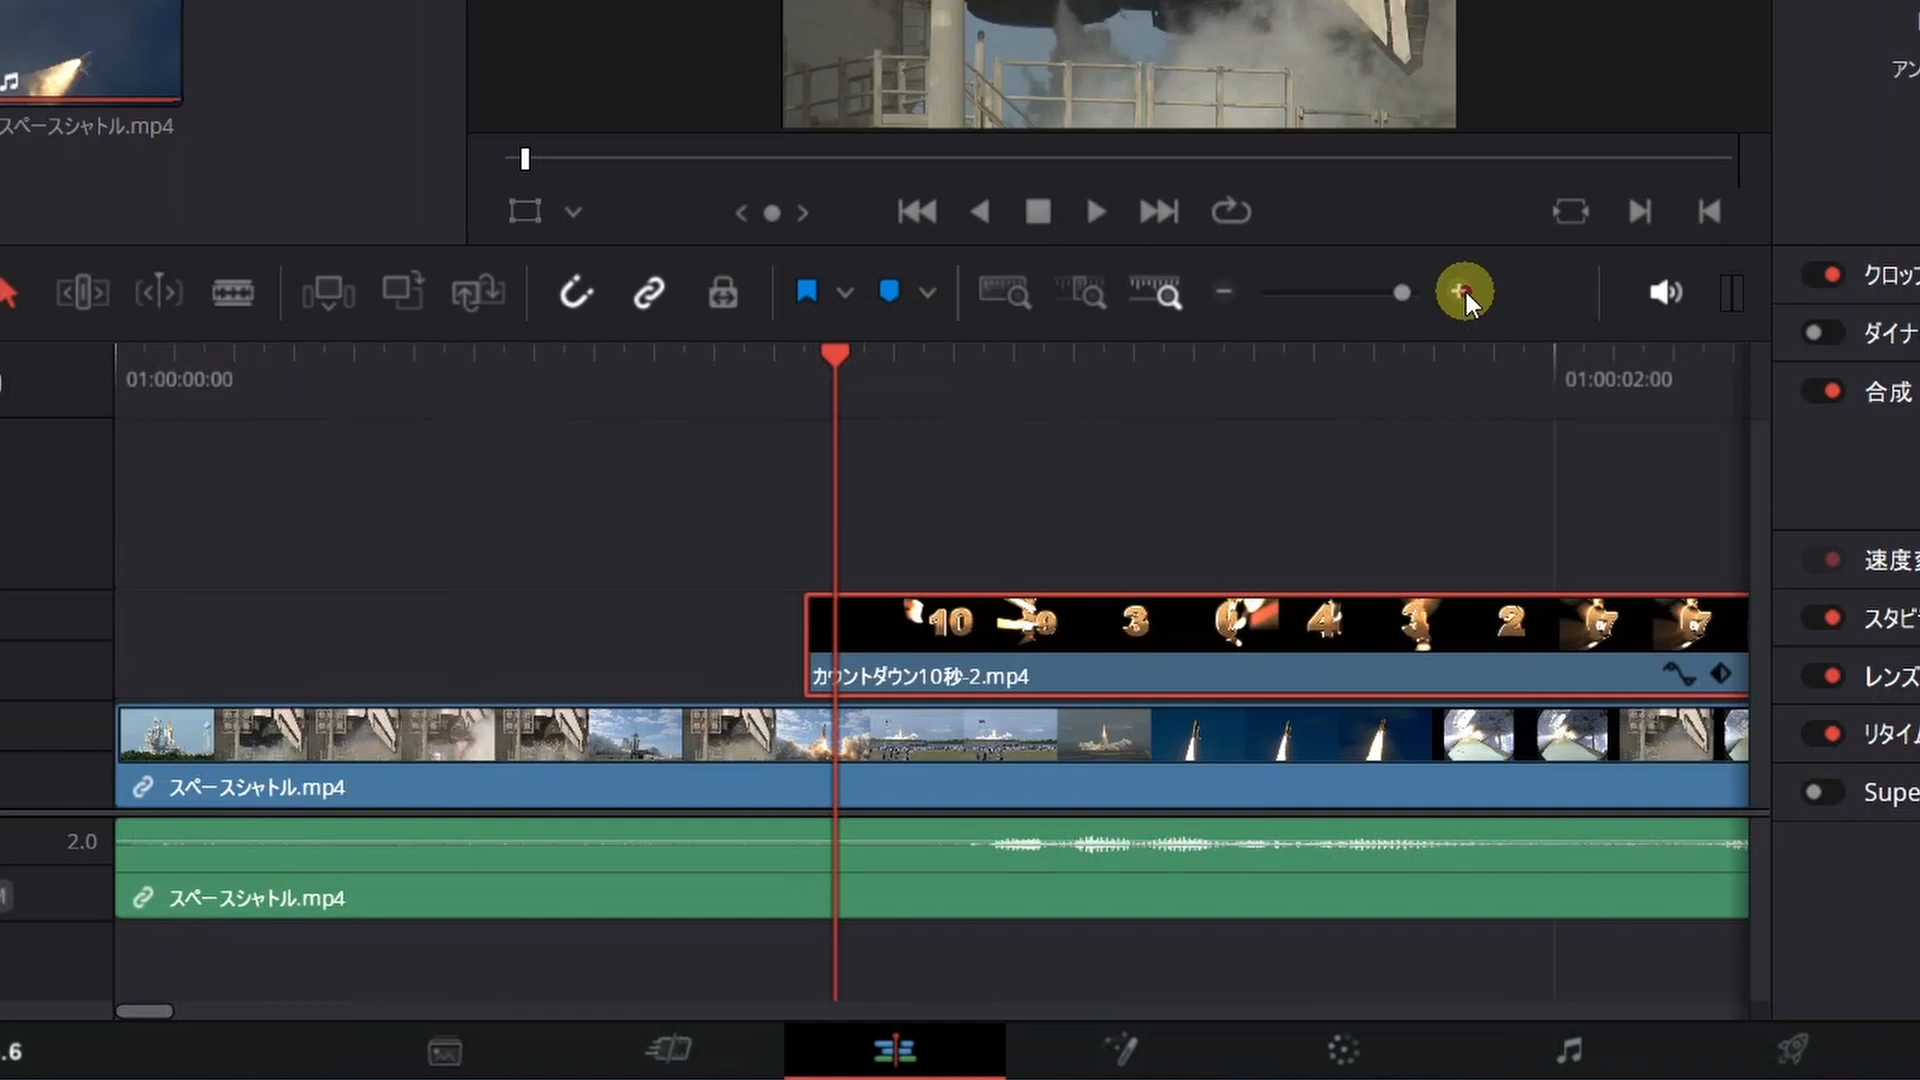 スペースシャトル.mp4
アン
クロップ
ダイナ
合成
速度変
スタビ
レンズ
リタイム
Supe
01:00:00:00
01:00:02:00
10 9 3 4 3 2
カウントダウン10秒-2.mp4
スペースシャトル.mp4
2.0
スペースシャトル.mp4
M
.6